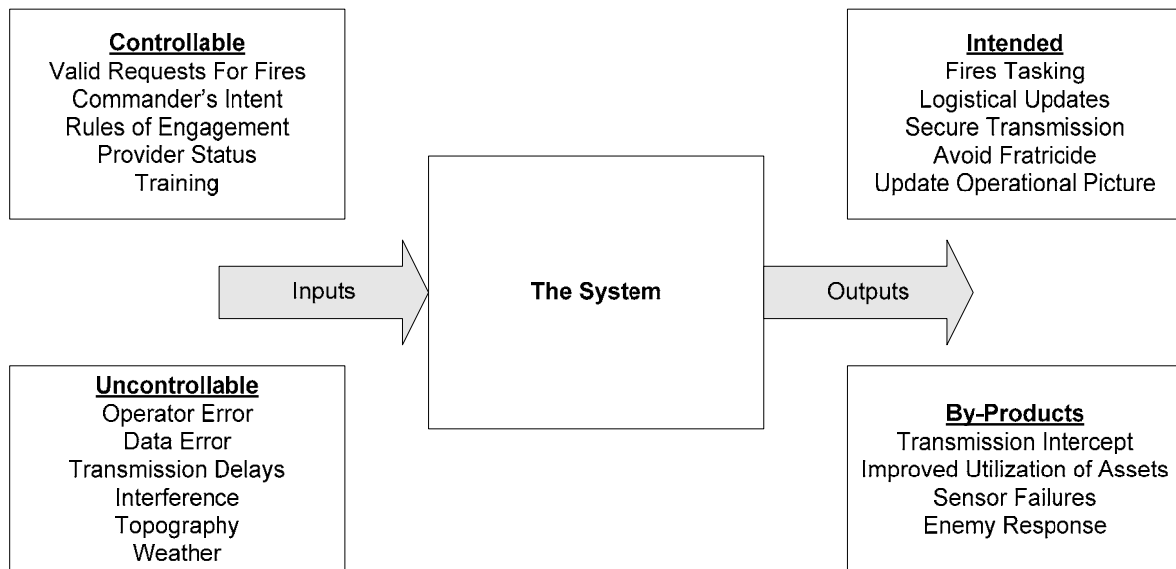 Controllable
Valid Requests For Fires
Commander's Intent
Rules of Engagement
Provider Status
Training
Intended
Fires Tasking
Logistical Updates
Secure Transmission
Avoid Fratricide
Update Operational Picture
Inputs
The System
Outputs
Uncontrollable
Operator Error
Data Error
Transmission Delays
Interference
Topography
Weather
By-Products
Transmission Intercept
Improved Utilization of Assets
Sensor Failures
Enemy Response